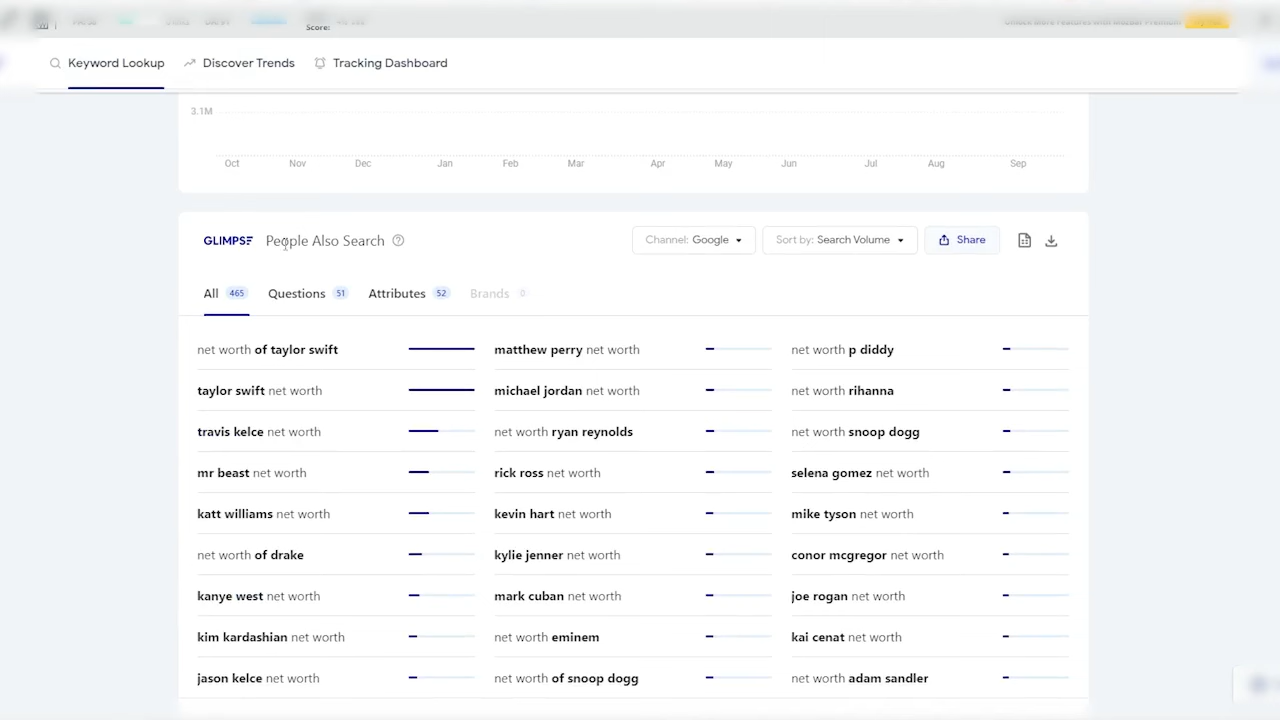 Score:
Keyword Lookup
Discover Trends
Tracking Dashboard
3.1M
Oct Nov Dec Jan Feb Mar Apr May Jun Jul Aug Sep
GLIMPSE People Also Search
Channel: Google
Sort by: Search Volume
Share
All 465
Questions 51
Attributes 52
Brands 0
net worth of taylor swift
taylor swift net worth
travis kelce net worth
mr beast net worth
katt williams net worth
net worth of drake
kanye west net worth
kim kardashian net worth
jason kelce net worth
matthew perry net worth
michael jordan net worth
net worth ryan reynolds
rick ross net worth
kevin hart net worth
kylie jenner net worth
mark cuban net worth
net worth eminem
net worth of snoop dogg
net worth p diddy
net worth rihanna
net worth snoop dogg
selena gomez net worth
mike tyson net worth
conor mcgregor net worth
joe rogan net worth
kai cenat net worth
net worth adam sandler